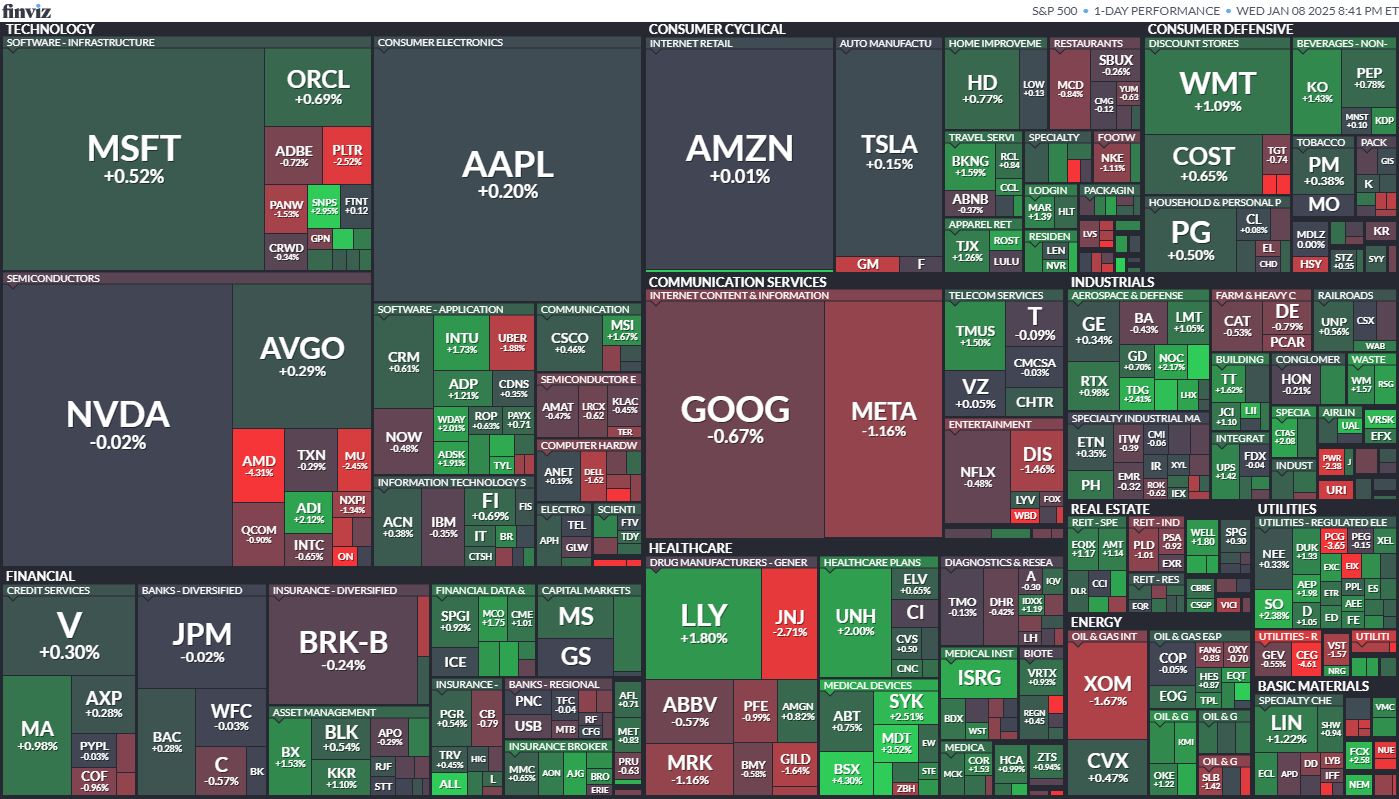 finviz
S&P 500 • 1-DAY PERFORMANCE • WED JAN 08 2025 8:41 PM ET
TECHNOLOGY
SOFTWARE - INFRASTRUCTURE
MSFT
+0.52%
ORCL
+0.69%
ADBE
-0.72%
PLTR
-2.52%
PANW
-1.53%
SNPS
+2.95%
FTNT
+0.12
CRWD
-0.34%
GPN
CONSUMER ELECTRONICS
AAPL
+0.20%
SEMICONDUCTORS
NVDA
-0.02%
AVGO
+0.29%
AMD
-4.31%
TXN
-0.29%
MU
-2.45%
QCOM
-0.90%
ADI
+2.12%
NXPI
-1.34%
INTC
-0.65%
ON
SOFTWARE - APPLICATION
CRM
+0.61%
INTU
+1.73%
UBER
-1.88%
ADP
+1.21%
CDNS
+0.35%
NOW
-0.48%
WDAY
+2.01%
ROP
+0.63%
PAYX
+0.71
ADSK
+1.91%
TYL
COMMUNICATION
CSCO
+0.46%
MSI
+1.67%
SEMICONDUCTOR E
AMAT
-0.47%
LRCX
-0.62
KLAC
-0.45%
TER
COMPUTER HARDW
ANET
+0.19%
DELL
-1.62
INFORMATION TECHNOLOGY S
ACN
+0.38%
IBM
-0.35%
FI
+0.69%
FIS
IT
BR
CTSH
ELECTRO
APH
TEL
GLW
SCIENTI
FTV
TDY
CONSUMER CYCLICAL
INTERNET RETAIL
AMZN
+0.01%
AUTO MANUFACTU
TSLA
+0.15%
GM
F
HOME IMPROVEME
HD
+0.77%
LOW
+0.13
RESTAURANTS
MCD
-0.84%
SBUX
-0.26%
CMG
-0.12
YUM
-0.63
TRAVEL SERVI
BKNG
+1.59%
RCL
+0.84
CCL
ABNB
-0.37%
SPECIALTY
FOOTW
NKE
-1.11%
LODGIN
MAR
+1.39
HLT
PACKAGIN
APPAREL RET
TJX
+1.26%
ROST
LULU
RESIDEN
LEN
NVR
LVS
CONSUMER DEFENSIVE
DISCOUNT STORES
WMT
+1.09%
COST
+0.65%
TGT
-0.74
BEVERAGES - NON-
KO
+1.43%
PEP
+0.78%
MNST
+0.10
KDP
TOBACCO
PM
+0.38%
MO
PACK
GIS
K
HOUSEHOLD & PERSONAL P
PG
+0.50%
CL
+0.08%
EL
CHD
MDLZ
0.00%
HSY
KR
STZ
+0.35
SYY
COMMUNICATION SERVICES
INTERNET CONTENT & INFORMATION
GOOG
-0.67%
META
-1.16%
TELECOM SERVICES
TMUS
+1.50%
T
-0.09%
VZ
+0.05%
CMCSA
-0.03%
CHTR
ENTERTAINMENT
NFLX
-0.48%
DIS
-1.46%
LYV
FOX
WBD
INDUSTRIALS
AEROSPACE & DEFENSE
GE
+0.34%
BA
-0.43%
LMT
+1.05%
RTX
+0.98%
GD
+0.70%
NOC
+2.17%
TDG
+2.41%
LHX
FARM & HEAVY C
CAT
-0.53%
DE
-0.79%
PCAR
RAILROADS
UNP
+0.56%
CSX
WAB
BUILDING
TT
+1.62%
JCI
+1.10
LII
CONGLOMER
HON
-0.21%
WASTE
WM
+1.57
RSG
SPECIALTY INDUSTRIAL MA
ETN
+0.35%
ITW
-0.39
CMI
-0.06
PH
EMR
-0.32
IR
XYL
ROK
-0.62
IEX
INTEGRAT
UPS
+1.42
FDX
-0.04
SPECIA
CTAS
+2.08
AIRLIN
UAL
VRSK
EFX
INDUST
PWR
-2.38
J
URI
HEALTHCARE
DRUG MANUFACTURERS - GENER
LLY
+1.80%
JNJ
-2.71%
ABBV
-0.57%
PFE
-0.99%
AMGN
+0.82%
MRK
-1.16%
BMY
-0.58%
GILD
-1.64%
HEALTHCARE PLANS
UNH
+2.00%
ELV
+0.65%
CI
CVS
+0.50
CNC
MEDICAL DEVICES
ABT
+0.75%
SYK
+2.51%
MDT
+3.52%
EW
BSX
+4.30%
STE
ZBH
DIAGNOSTICS & RESEA
TMO
-0.13%
DHR
-0.42%
A
-0.30
IQV
IDXX
+1.19
LH
MEDICAL INST
ISRG
BDX
WST
BIOTE
VRTX
+0.93%
REGN
+0.45
MEDICA
MCK
COR
+1.53
HCA
+0.99%
ZTS
+0.94%
REAL ESTATE
REIT - SPE
EQIX
+1.17
AMT
+1.14
DLR
CCI
REIT - IND
PLD
-1.01
PSA
-0.92
EXR
REIT - RES
EQR
WELL
+1.80
SPG
+0.30
CBRE
CSGP
VICI
ENERGY
OIL & GAS INT
XOM
-1.67%
CVX
+0.47%
OIL & GAS E&P
COP
-0.05%
FANG
-0.83
OXY
-0.70
EOG
HES
+0.87
EQT
TPL
OIL & G
KMI
OKE
+1.22
OIL & G
OIL & G
SLB
-1.42
UTILITIES
UTILITIES - REGULATED ELE
NEE
+0.33%
DUK
+1.33
PCG
-3.65
PEG
-0.15
XEL
SO
+2.38%
AEP
+1.98
EXC
EIX
D
+1.05
ETR
PPL
ES
AEE
ED
FE
UTILITIES - R
GEV
-0.55%
CEG
-4.61
VST
-1.57
NRG
UTILITI
BASIC MATERIALS
SPECIALTY CHE
LIN
+1.22%
SHW
+0.94
ECL
APD
DD
LYB
IFF
VMC
FCX
+2.58
NUE
NEM
FINANCIAL
CREDIT SERVICES
V
+0.30%
MA
+0.98%
AXP
+0.28%
PYPL
-0.03%
COF
-0.96%
BANKS - DIVERSIFIED
JPM
-0.02%
BAC
+0.28%
WFC
-0.03%
C
-0.57%
BK
INSURANCE - DIVERSIFIED
BRK-B
-0.24%
ASSET MANAGEMENT
BX
+1.53%
BLK
+0.54%
APO
-0.29%
KKR
+1.10%
RJF
STT
FINANCIAL DATA &
SPGI
+0.92%
MCO
+1.75
CME
+1.01
ICE
CAPITAL MARKETS
MS
GS
INSURANCE -
PGR
+0.54%
CB
-0.79
TRV
+0.45%
HIG
ALL
L
BANKS - REGIONAL
PNC
TFC
-0.04
USB
MTB
RF
CFG
INSURANCE BROKER
MMC
+0.65%
AON
AJG
BRO
ERIE
AFL
+0.71
MET
+0.83
PRU
-0.63